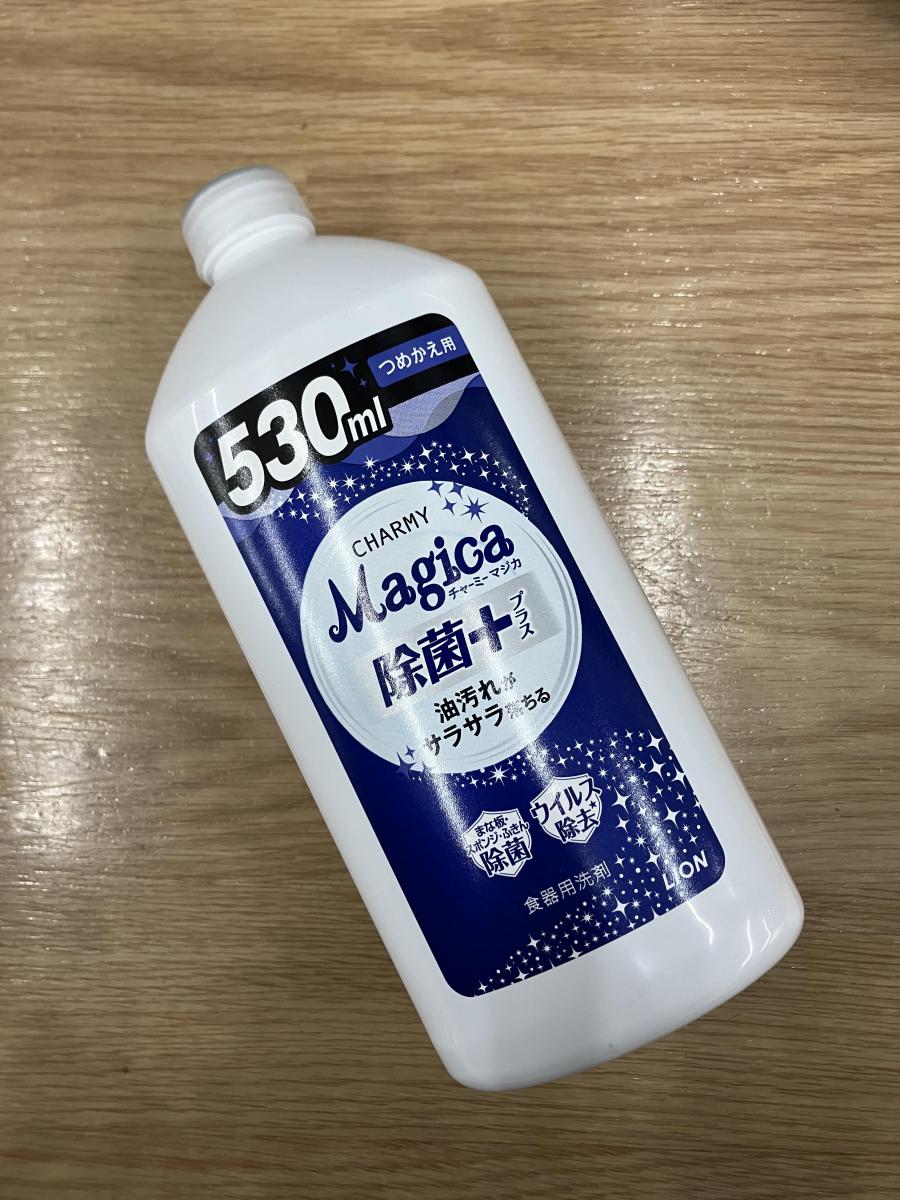 つめかえ用
530ml
CHARMY
Magica
チャーミーマジカ
除菌+
プラス
油汚れが
サラサラ落ちる
まな板・
スポンジ・ふきん
除菌
ウイルス
除去*
食器用洗剤
LION